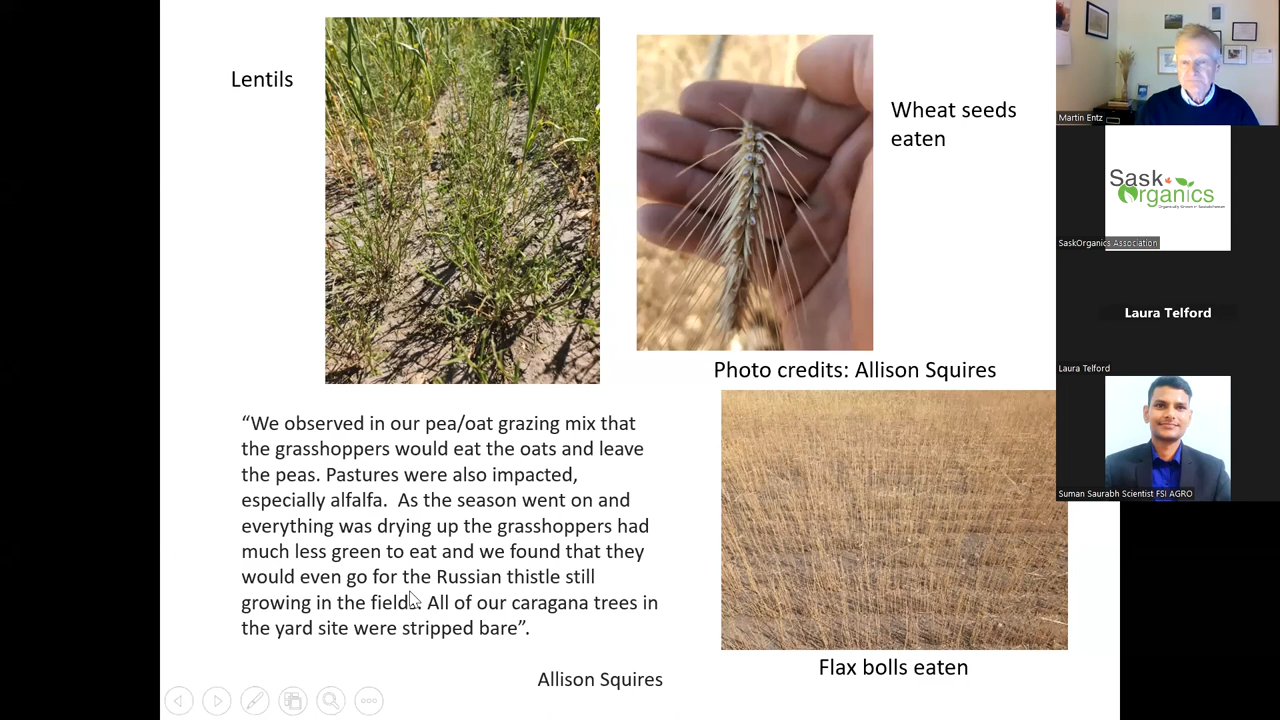 Lentils
Wheat seeds
eaten
Photo credits: Allison Squires
“We observed in our pea/oat grazing mix that
the grasshoppers would eat the oats and leave
the peas. Pastures were also impacted,
especially alfalfa.  As the season went on and
everything was drying up the grasshoppers had
much less green to eat and we found that they
would even go for the Russian thistle still
growing in the field. All of our caragana trees in
the yard site were stripped bare”.
Allison Squires
Flax bolls eaten
Martin Entz
Sask
Organics
Organically Grown in Saskatchewan
SaskOrganics Association
Laura Telford
Laura Telford
Suman Saurabh Scientist FSI AGRO